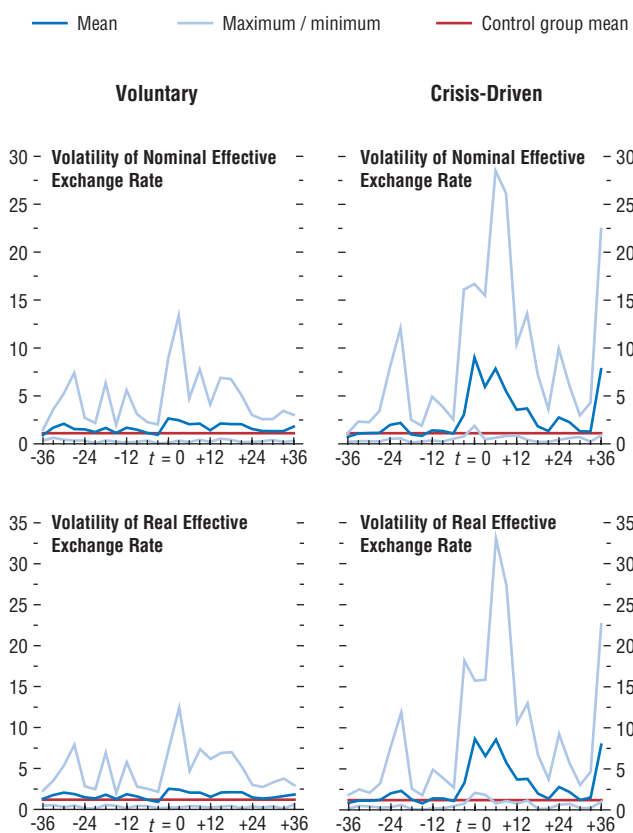 Mean Maximum / minimum Control group mean
Voluntary Crisis-Driven
Volatility of Nominal Effective
Exchange Rate
30
25
20
15
10
5
0
-36 -24 -12 t = 0 +12 +24 +36
Volatility of Nominal Effective
Exchange Rate
30
25
20
15
10
5
0
-36 -24 -12 t = 0 +12 +24 +36
Volatility of Real Effective
Exchange Rate
35
30
25
20
15
10
5
0
-36 -24 -12 t = 0 +12 +24 +36
Volatility of Real Effective
Exchange Rate
35
30
25
20
15
10
5
0
-36 -24 -12 t = 0 +12 +24 +36